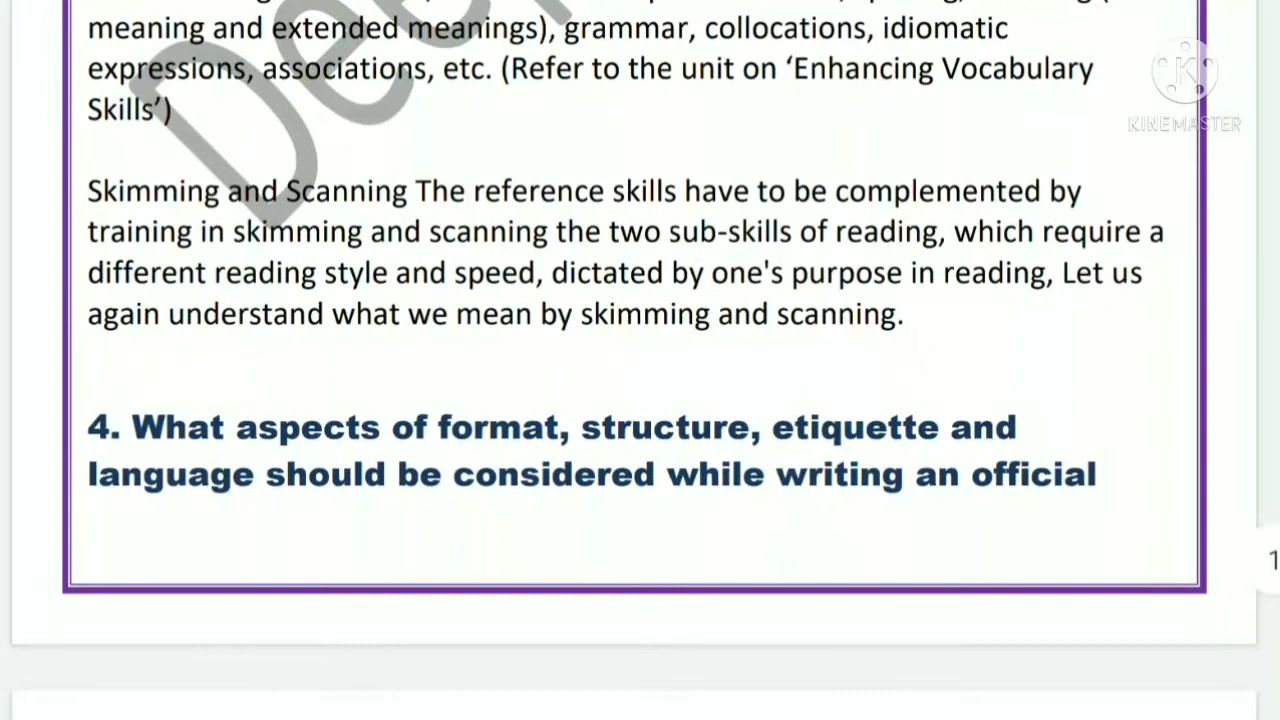 meaning and extended meanings), grammar, collocations, idiomatic
expressions, associations, etc. (Refer to the unit on ‘Enhancing Vocabulary
Skills’)
KINEMASTER
Skimming and Scanning The reference skills have to be complemented by
training in skimming and scanning the two sub-skills of reading, which require a
different reading style and speed, dictated by one's purpose in reading, Let us
again understand what we mean by skimming and scanning.
4. What aspects of format, structure, etiquette and
language should be considered while writing an official
1